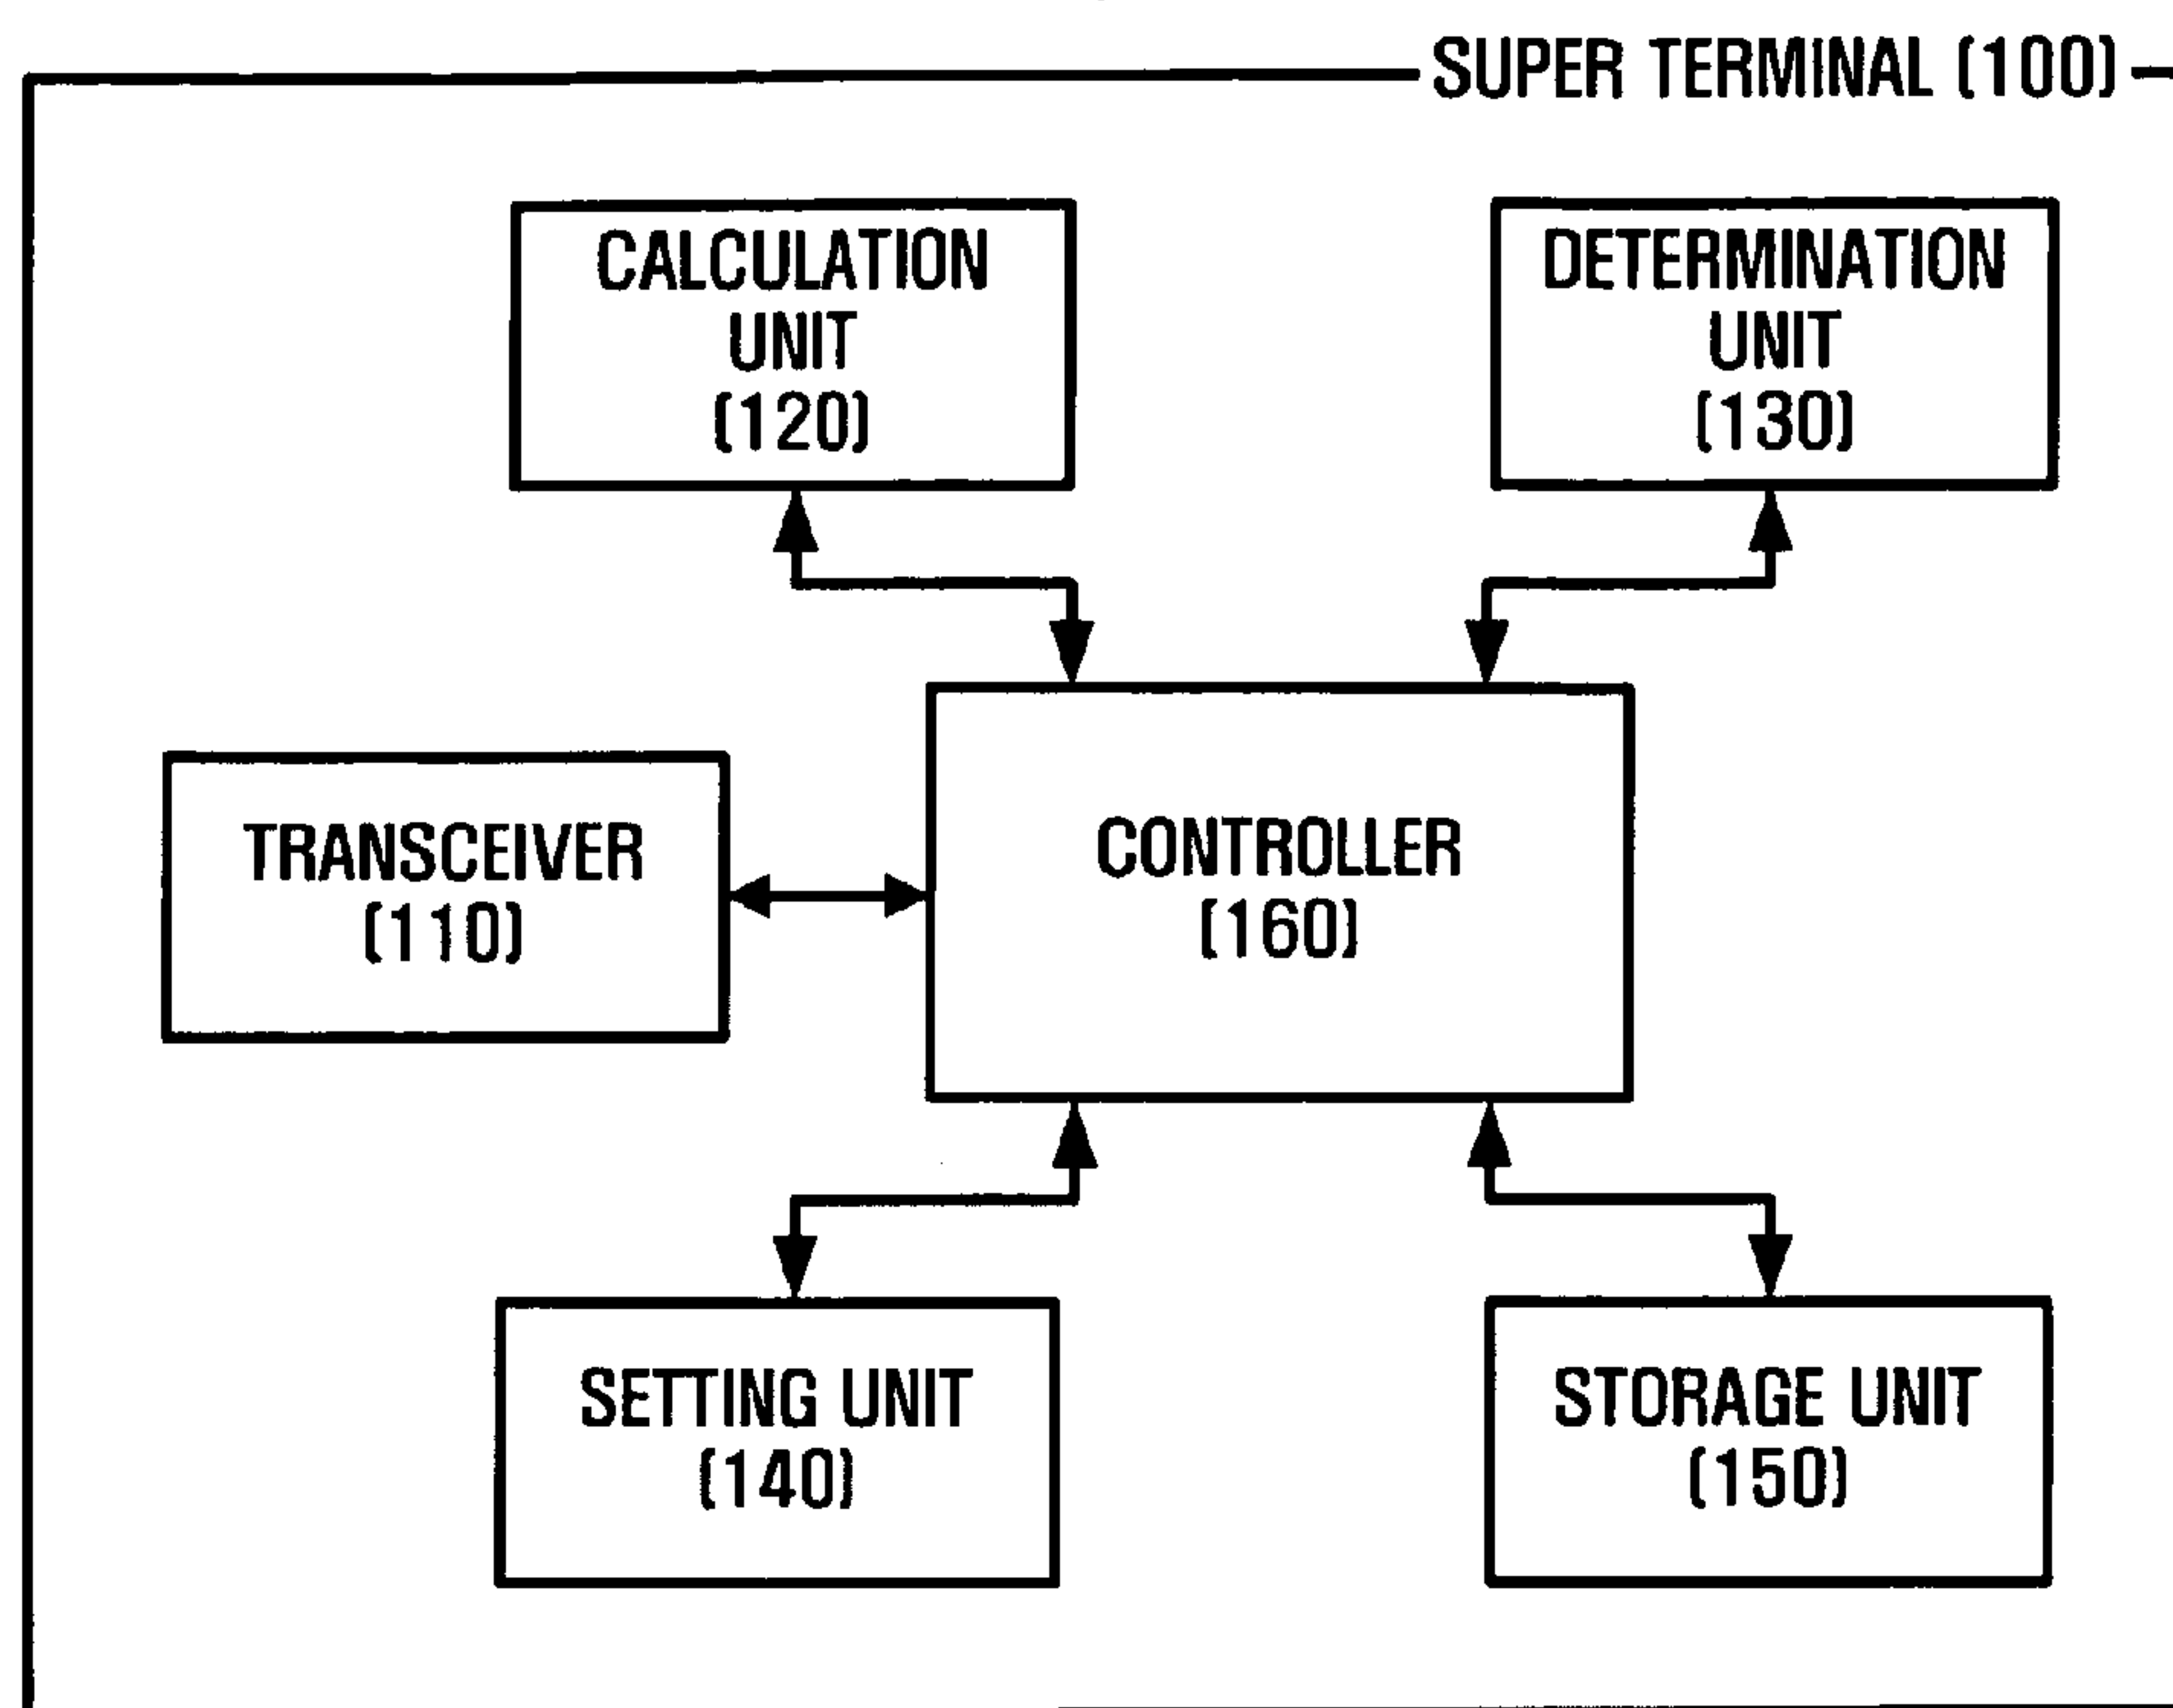 SUPER TERMINAL (100)
CALCULATION
UNIT
(120)
DETERMINATION
UNIT
(130)
TRANSCEIVER
(110)
CONTROLLER
(160)
SETTING UNIT
(140)
STORAGE UNIT
(150)